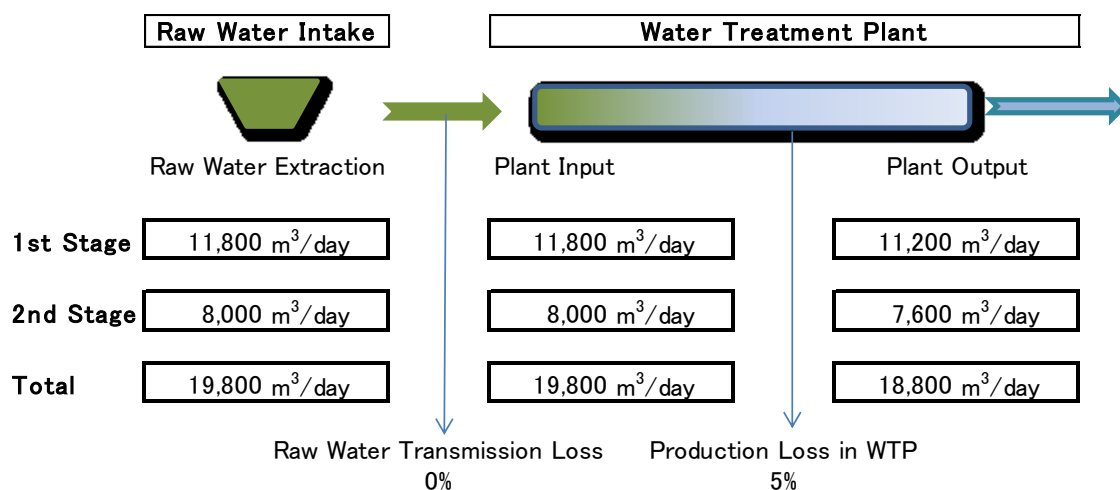 Raw Water Intake
Water Treatment Plant
Raw Water Extraction
Plant Input
Plant Output
1st Stage
11,800 m³/day
11,800 m³/day
11,200 m³/day
2nd Stage
8,000 m³/day
8,000 m³/day
7,600 m³/day
Total
19,800 m³/day
19,800 m³/day
18,800 m³/day
Raw Water Transmission Loss
0%
Production Loss in WTP
5%